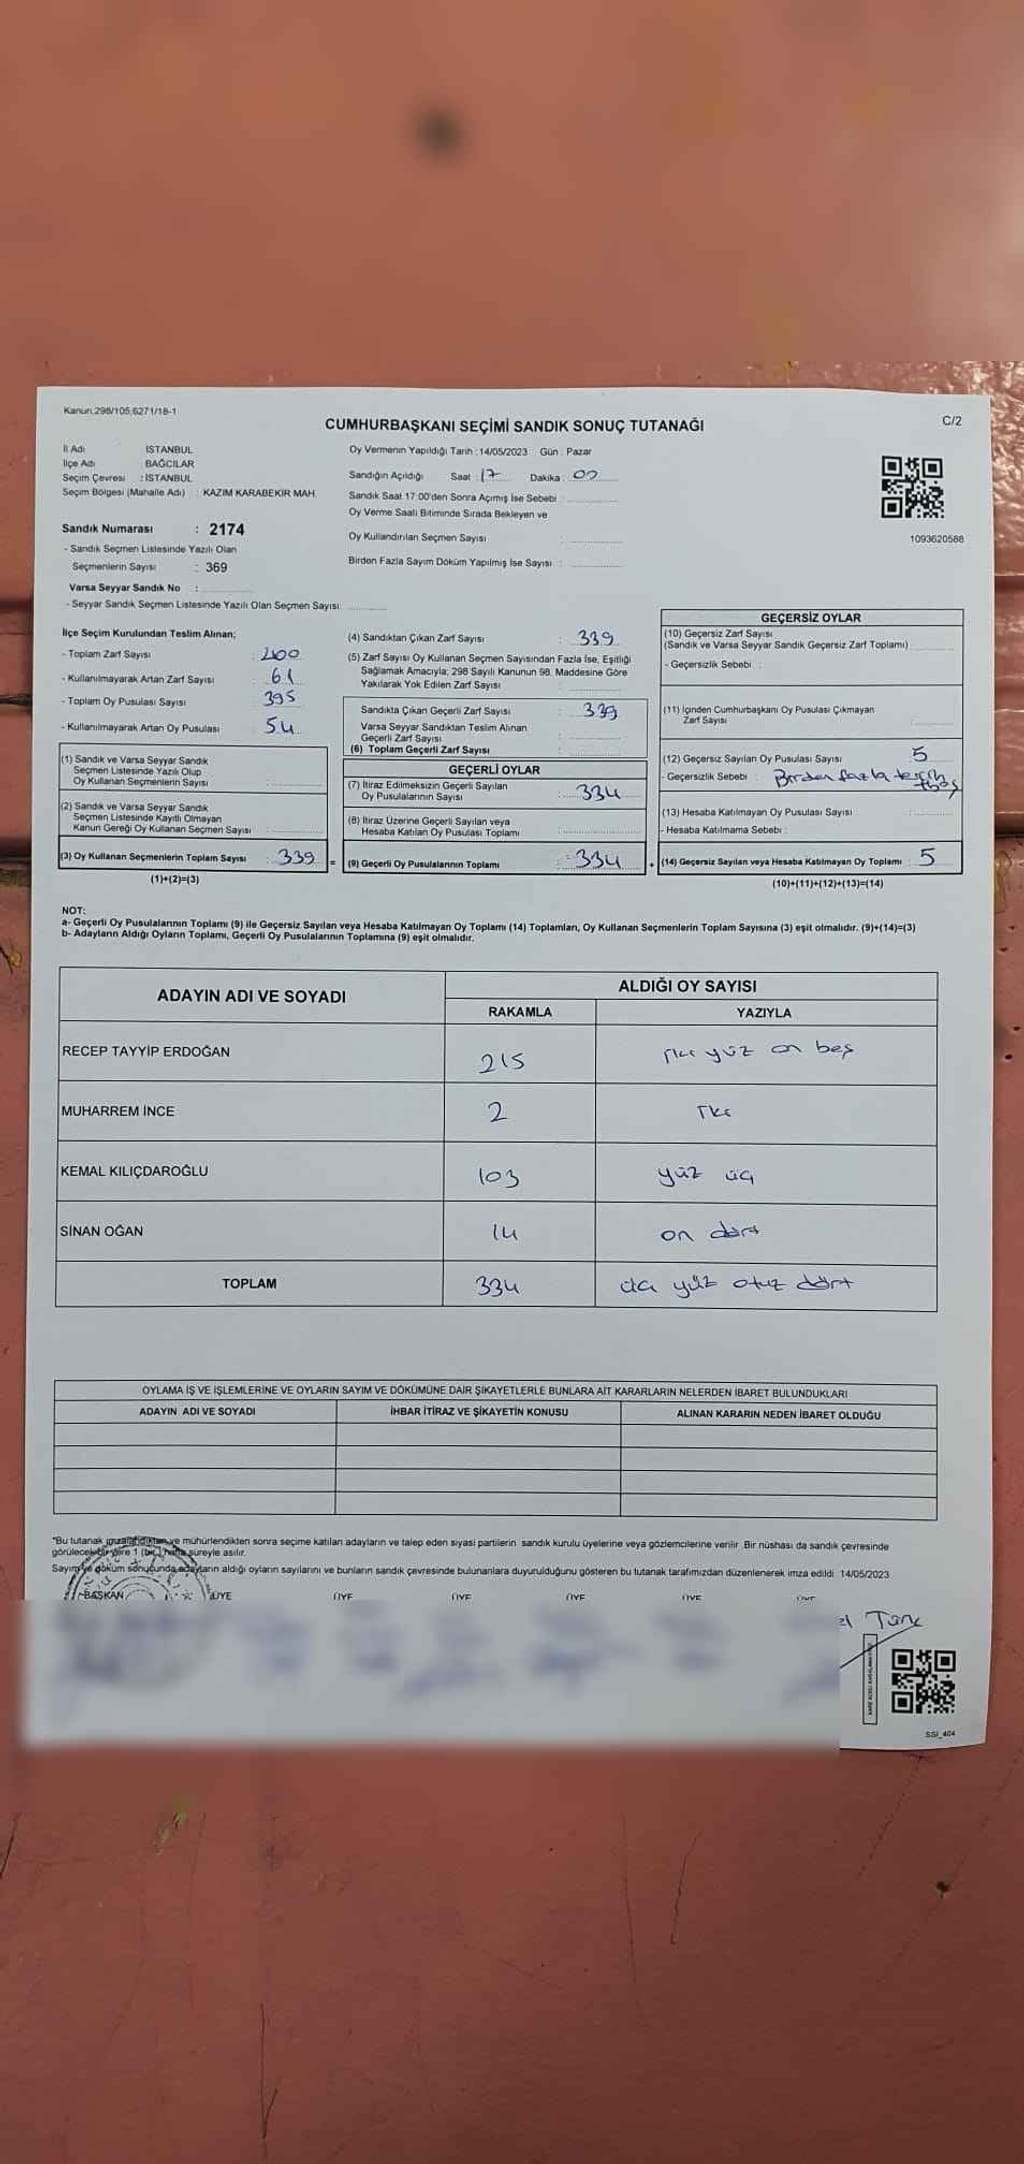 Kanun.298/105,6271/18-1
CUMHURBAŞKANI SEÇİMİ SANDIK SONUÇ TUTANAĞI
C/2
İl Adı İSTANBUL
İlçe Adı BAĞCILAR
Seçim Çevresi : İSTANBUL
Seçim Bölgesi (Mahalle Adı) : KAZIM KARABEKİR MAH.
Oy Vermenin Yapıldığı Tarih : 14/05/2023 Gün : Pazar
Sandığın Açıldığı Saat : 17 Dakika : 00
Sandık Saat 17:00'den Sonra Açımış İse Sebebi :
Oy Verme Saati Bitiminde Sırada Bekleyen ve
Oy Kullandırılan Seçmen Sayısı :
Birden Fazla Sayım Döküm Yapılmış İse Sayısı :
1093620588
Sandık Numarası : 2174
- Sandık Seçmen Listesinde Yazılı Olan
Seçmenlerin Sayısı : 369
Varsa Seyyar Sandık No :
- Seyyar Sandık Seçmen Listesinde Yazılı Olan Seçmen Sayısı:
İlçe Seçim Kurulundan Teslim Alınan;
- Toplam Zarf Sayısı : 400
- Kullanılmayarak Artan Zarf Sayısı : 61
- Toplam Oy Pusulası Sayısı : 395
- Kullanılmayarak Artan Oy Pusulası : 54
(1) Sandık ve Varsa Seyyar Sandık
Seçmen Listesinde Yazılı Olup
Oy Kullanan Seçmenlerin Sayısı :
(2) Sandık ve Varsa Seyyar Sandık
Seçmen Listesinde Kayıtlı Olmayan
Kanun Gereği Oy Kullanan Seçmen Sayısı :
(3) Oy Kullanan Seçmenlerin Toplam Sayısı : 339 =
(1)+(2)=(3)
(4) Sandıktan Çıkan Zarf Sayısı : 339
(5) Zarf Sayısı Oy Kullanan Seçmen Sayısından Fazla İse, Eşitliği
Sağlamak Amacıyla; 298 Sayılı Kanunun 98. Maddesine Göre
Yakılarak Yok Edilen Zarf Sayısı :
Sandıkta Çıkan Geçerli Zarf Sayısı : 339
Varsa Seyyar Sandıktan Teslim Alınan
Geçerli Zarf Sayısı :
(6) Toplam Geçerli Zarf Sayısı
GEÇERLİ OYLAR
(7) İtiraz Edilmeksizin Geçerli Sayılan
Oy Pusulalarının Sayısı : 334
(8) İtiraz Üzerine Geçerli Sayılan veya
Hesaba Katılan Oy Pusulası Toplamı :
(9) Geçerli Oy Pusulalarının Toplamı : 334 +
GEÇERSİZ OYLAR
(10) Geçersiz Zarf Sayısı
(Sandık ve Varsa Seyyar Sandık Geçersiz Zarf Toplamı) :
- Geçersizlik Sebebi :
(11) İçinden Cumhurbaşkanı Oy Pusulası Çıkmayan
Zarf Sayısı :
(12) Geçersiz Sayılan Oy Pusulası Sayısı : 5
- Geçersizlik Sebebi : Birden fazla tercih
(13) Hesaba Katılmayan Oy Pusulası Sayısı :
- Hesaba Katılmama Sebebi :
(14) Geçersiz Sayılan veya Hesaba Katılmayan Oy Toplamı : 5
(10)+(11)+(12)+(13)=(14)
NOT:
a- Geçerli Oy Pusulalarının Toplamı (9) ile Geçersiz Sayılan veya Hesaba Katılmayan Oy Toplamı (14) Toplamları, Oy Kullanan Seçmenlerin Toplam Sayısına (3) eşit olmalıdır. (9)+(14)=(3)
b- Adayların Aldığı Oyların Toplamı, Geçerli Oy Pusulalarının Toplamına (9) eşit olmalıdır.
ADAYIN ADI VE SOYADI ALDIĞI OY SAYISI
RAKAMLA YAZIYLA
RECEP TAYYİP ERDOĞAN 215 iki yüz on beş
MUHARREM İNCE 2 iki
KEMAL KILIÇDAROĞLU 103 yüz üç
SİNAN OĞAN 14 on dört
TOPLAM 334 üç yüz otuz dört
OYLAMA İŞ VE İŞLEMLERİNE VE OYLARIN SAYIM VE DÖKÜMÜNE DAİR ŞİKAYETLERLE BUNLARA AİT KARARLARIN NELERDEN İBARET BULUNDUKLARI
ADAYIN ADI VE SOYADI İHBAR İTİRAZ VE ŞİKAYETİN KONUSU ALINAN KARARIN NEDEN İBARET OLDUĞU
*Bu tutanak imzalandıktan ve mühürlendikten sonra seçime katılan adayların ve talep eden siyasi partilerin sandık kurulu üyelerine veya gözlemcilerine verilir. Bir nüshası da sandık çevresinde
görülecek bir yere 1 (bir) hafta süreyle asılır.
Sayım ve döküm sonucunda adayların aldığı oyların sayılarını ve bunların sandık çevresinde bulunanlara duyurulduğunu gösteren bu tutanak tarafımızdan düzenlenerek imza edildi. 14/05/2023
BAŞKAN ÜYE ÜYE ÜYE ÜYE ÜYE ÜYE
SSİ_404